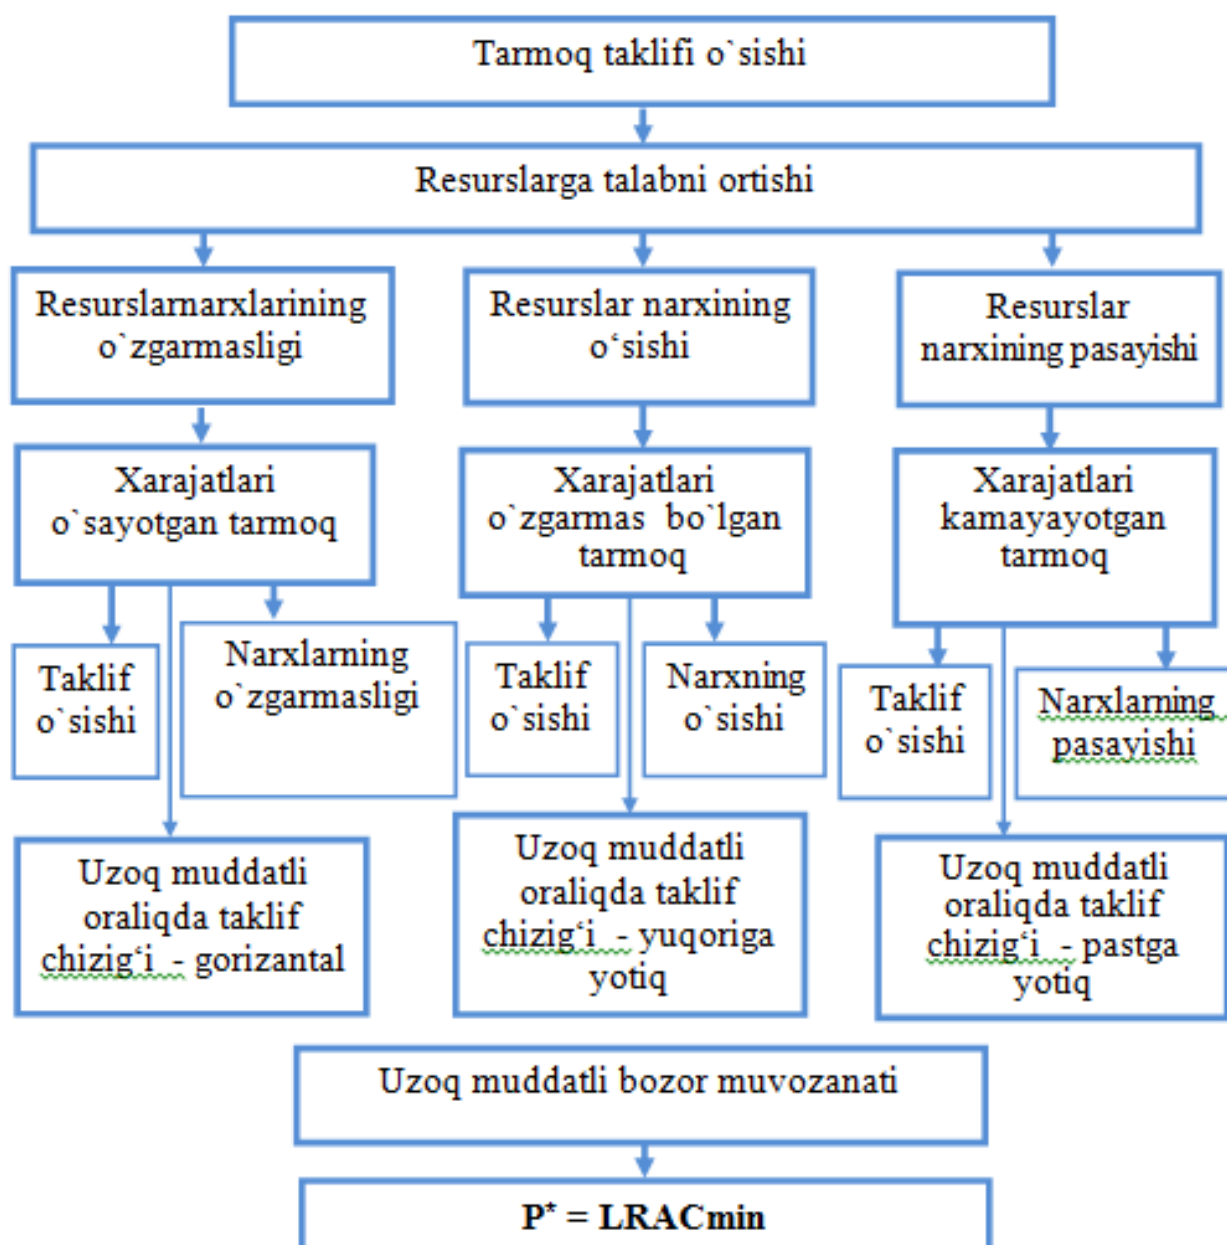 Tarmoq taklifi o`sishi
Resurslarga talabni ortishi
Resurslarnarxlarining
o`zgarmasligi
Resurslar narxining
o‘sishi
Resurslar
narxining pasayishi
Xarajatlari
o`sayotgan tarmoq
Xarajatlari
o`zgarmas bo`lgan
tarmoq
Xarajatlari
kamayayotgan
tarmoq
Taklif
o`sishi
Narxlarning
o`zgarmasligi
Taklif
o`sishi
Narxning
o`sishi
Taklif
o`sishi
Narxlarning
pasayishi
Uzoq muddatli
oraliqda taklif
chizig‘i - gorizantal
Uzoq muddatli
oraliqda taklif
chizig‘i - yuqoriga
yotiq
Uzoq muddatli
oraliqda taklif
chizig‘i - pastga
yotiq
Uzoq muddatli bozor muvozanati
P* = LRACmin